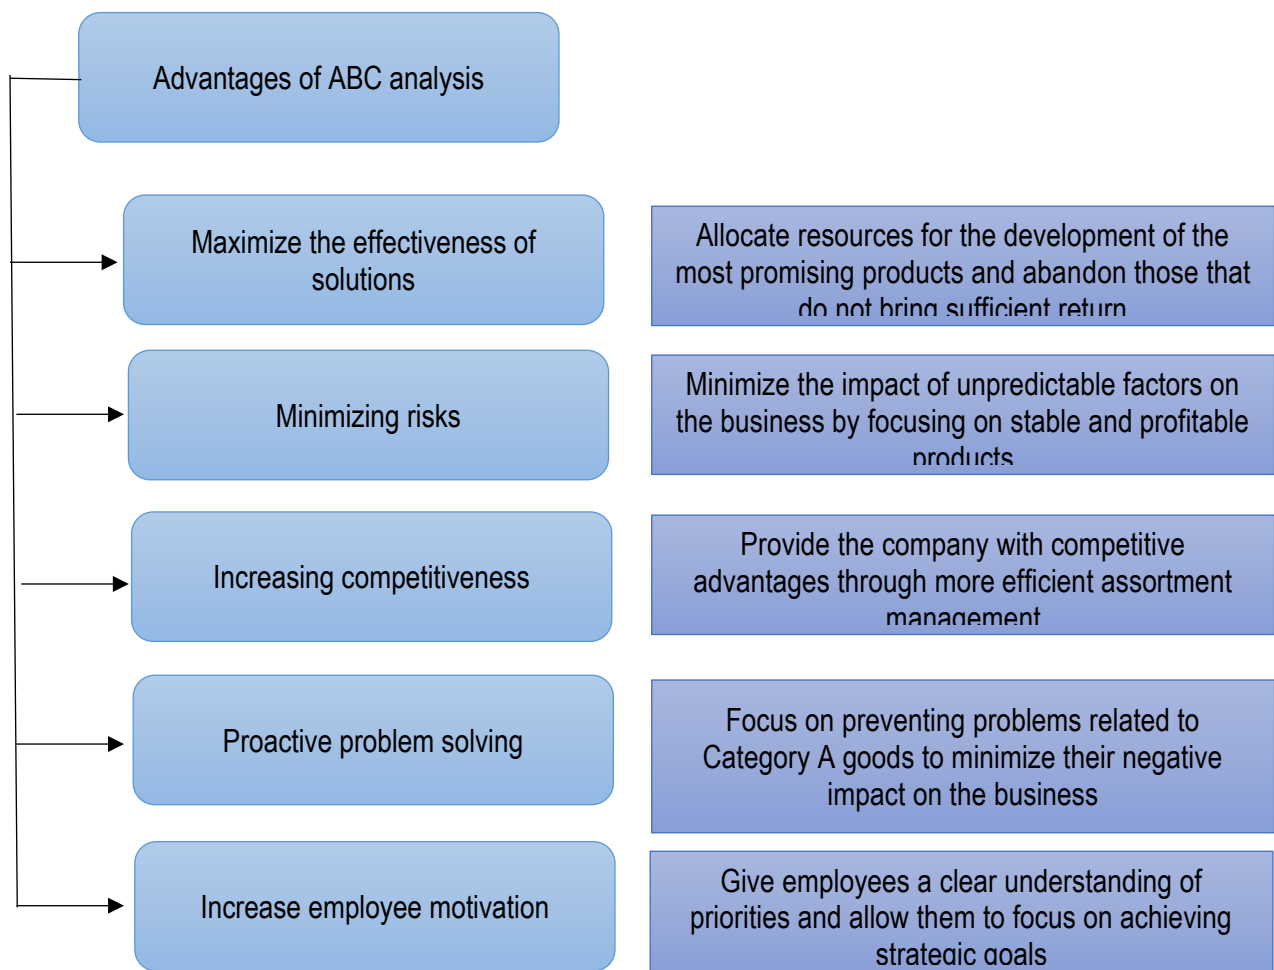 Advantages of ABC analysis
Maximize the effectiveness of
solutions
Allocate resources for the development of the
most promising products and abandon those that
do not bring sufficient return
Minimizing risks
Minimize the impact of unpredictable factors on
the business by focusing on stable and profitable
products
Increasing competitiveness
Provide the company with competitive
advantages through more efficient assortment
management
Proactive problem solving
Focus on preventing problems related to
Category A goods to minimize their negative
impact on the business
Increase employee motivation
Give employees a clear understanding of
priorities and allow them to focus on achieving
strategic goals